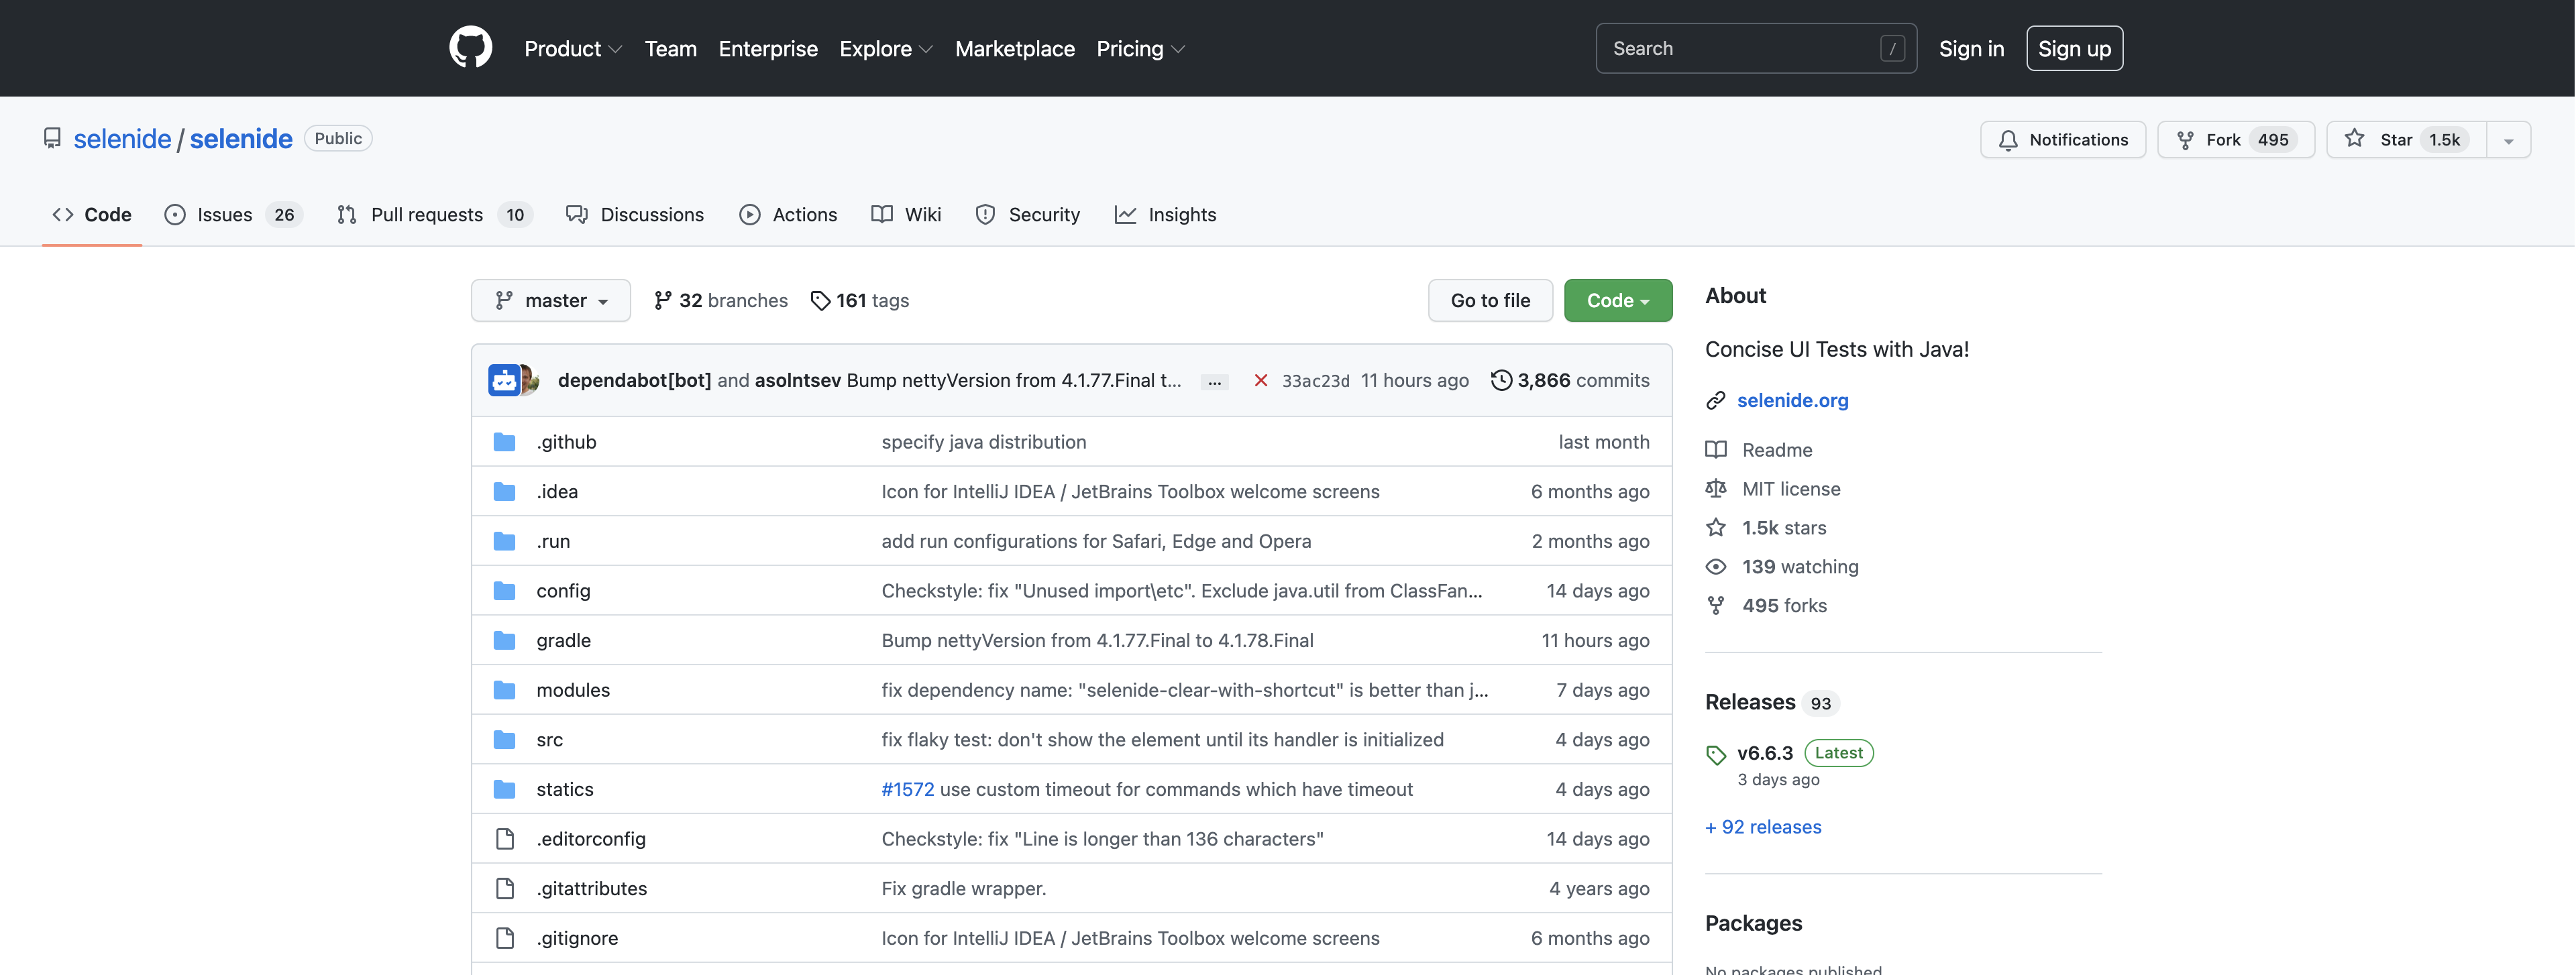 Product Team Enterprise Explore Marketplace Pricing Search / Sign in Sign up
selenide / selenide Public Notifications Fork 495 Star 1.5k
Code Issues 26 Pull requests 10 Discussions Actions Wiki Security Insights
master 32 branches 161 tags Go to file Code
dependabot[bot] and asolntsev Bump nettyVersion from 4.1.77.Final t... ... 33ac23d 11 hours ago 3,866 commits
.github specify java distribution last month
.idea Icon for IntelliJ IDEA / JetBrains Toolbox welcome screens 6 months ago
.run add run configurations for Safari, Edge and Opera 2 months ago
config Checkstyle: fix "Unused import\etc". Exclude java.util from ClassFan... 14 days ago
gradle Bump nettyVersion from 4.1.77.Final to 4.1.78.Final 11 hours ago
modules fix dependency name: "selenide-clear-with-shortcut" is better than j... 7 days ago
src fix flaky test: don't show the element until its handler is initialized 4 days ago
statics #1572 use custom timeout for commands which have timeout 4 days ago
.editorconfig Checkstyle: fix "Line is longer than 136 characters" 14 days ago
.gitattributes Fix gradle wrapper. 4 years ago
.gitignore Icon for IntelliJ IDEA / JetBrains Toolbox welcome screens 6 months ago
About
Concise UI Tests with Java!
selenide.org
Readme
MIT license
1.5k stars
139 watching
495 forks
Releases 93
v6.6.3 Latest
3 days ago
+ 92 releases
Packages
No packages published